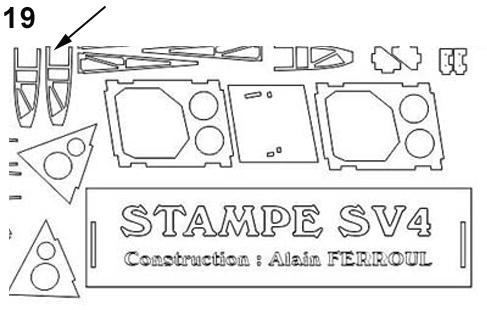 19
STAMPE SV4
Construction : Alain FERROUL